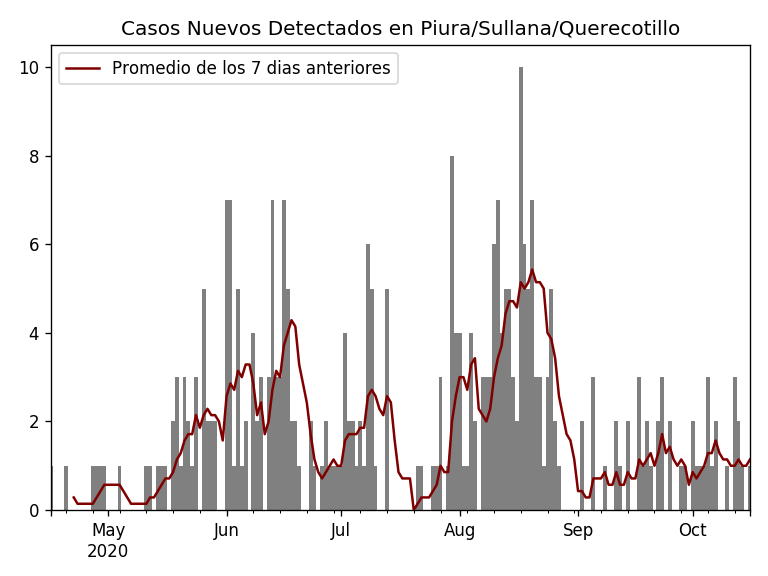 Casos Nuevos Detectados en Piura/Sullana/Querecotillo
Promedio de los 7 dias anteriores
10
8
6
4
2
0
May Jun Jul Aug Sep Oct
2020